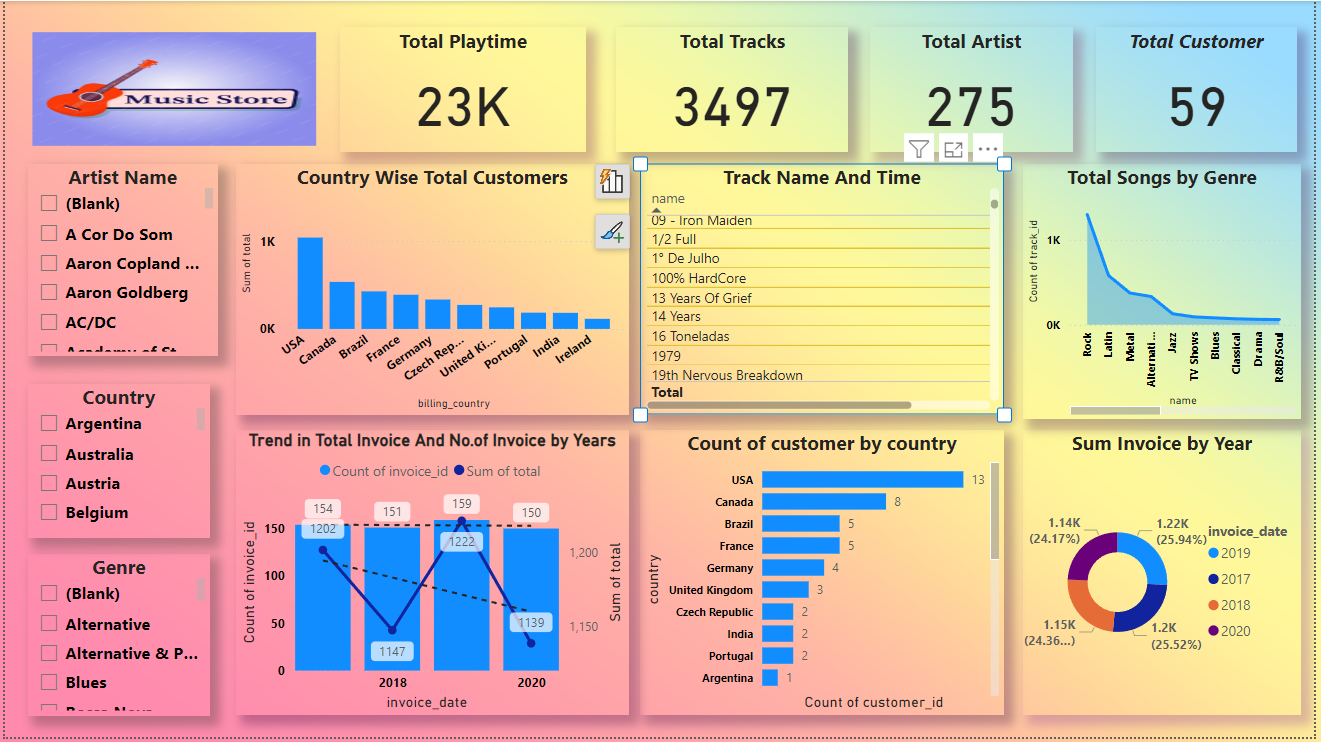 Music Store
Total Playtime
23K
Total Tracks
3497
Total Artist
275
Total Customer
59
Artist Name
(Blank)
A Cor Do Som
Aaron Copland ...
Aaron Goldberg
AC/DC
Academy of St
Country
Argentina
Australia
Austria
Belgium
Genre
(Blank)
Alternative
Alternative & P...
Blues
Bossa Nova
Country Wise Total Customers
Sum of total
1K
0K
USA
Canada
Brazil
France
Germany
Czech Rep...
United Ki...
Portugal
India
Ireland
billing_country
Track Name And Time
name
09 - Iron Maiden
1/2 Full
1º De Julho
100% HardCore
13 Years Of Grief
14 Years
16 Toneladas
1979
19th Nervous Breakdown
Total
Total Songs by Genre
Count of track_id
1K
0K
Rock
Latin
Metal
Alternati...
Jazz
TV Shows
Blues
Classical
Drama
R&B/Soul
name
Trend in Total Invoice And No.of Invoice by Years
Count of invoice_id
Sum of total
Count of invoice_id
150
100
50
0
154
151
159
150
1202
1147
1222
1139
1,200
1,150
Sum of total
2018
2020
invoice_date
Count of customer by country
country
USA 13
Canada 8
Brazil 5
France 5
Germany 4
United Kingdom 3
Czech Republic 2
India 2
Portugal 2
Argentina 1
Count of customer_id
Sum Invoice by Year
1.14K
(24.17%)
1.22K
(25.94%)
1.15K
(24.36...)
1.2K
(25.52%)
invoice_date
2019
2017
2018
2020